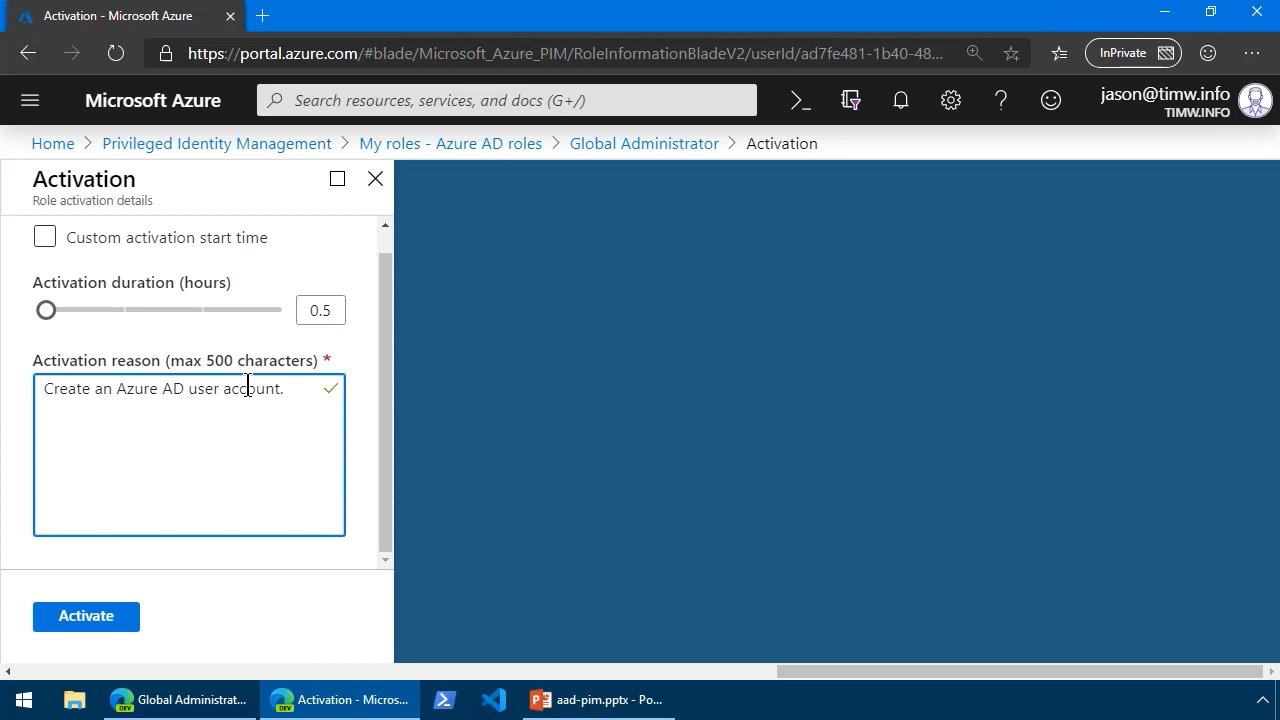 Activation - Microsoft Azure
https://portal.azure.com/#blade/Microsoft_Azure_PIM/RoleInformationBladeV2/userId/ad7fe481-1b40-48...
InPrivate
Microsoft Azure
Search resources, services, and docs (G+/)
jason@timw.info
TIMW.INFO
Home > Privileged Identity Management > My roles - Azure AD roles > Global Administrator > Activation
Activation
Role activation details
Custom activation start time
Activation duration (hours)
0.5
Activation reason (max 500 characters) *
Create an Azure AD user account.
Activate
DEV
Global Administrat...
DEV
Activation - Micros...
aad-pim.pptx - Po...